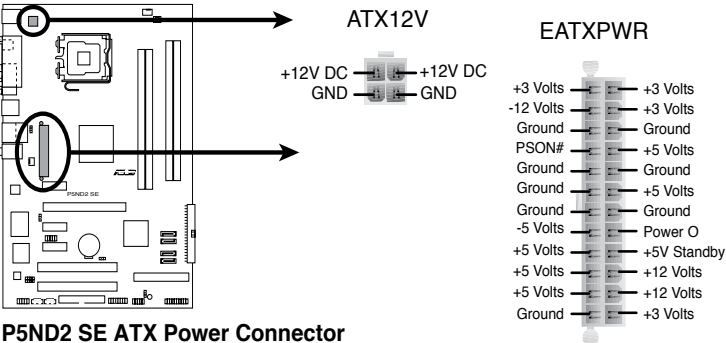 ATX12V
+12V DC +12V DC
GND GND
EATXPWR
+3 Volts +3 Volts
-12 Volts +3 Volts
Ground Ground
PSON# +5 Volts
Ground Ground
Ground +5 Volts
Ground Ground
-5 Volts Power O
+5 Volts +5V Standby
+5 Volts +12 Volts
+5 Volts +12 Volts
Ground +3 Volts
ASUS
P5ND2 SE
P5ND2 SE ATX Power Connector